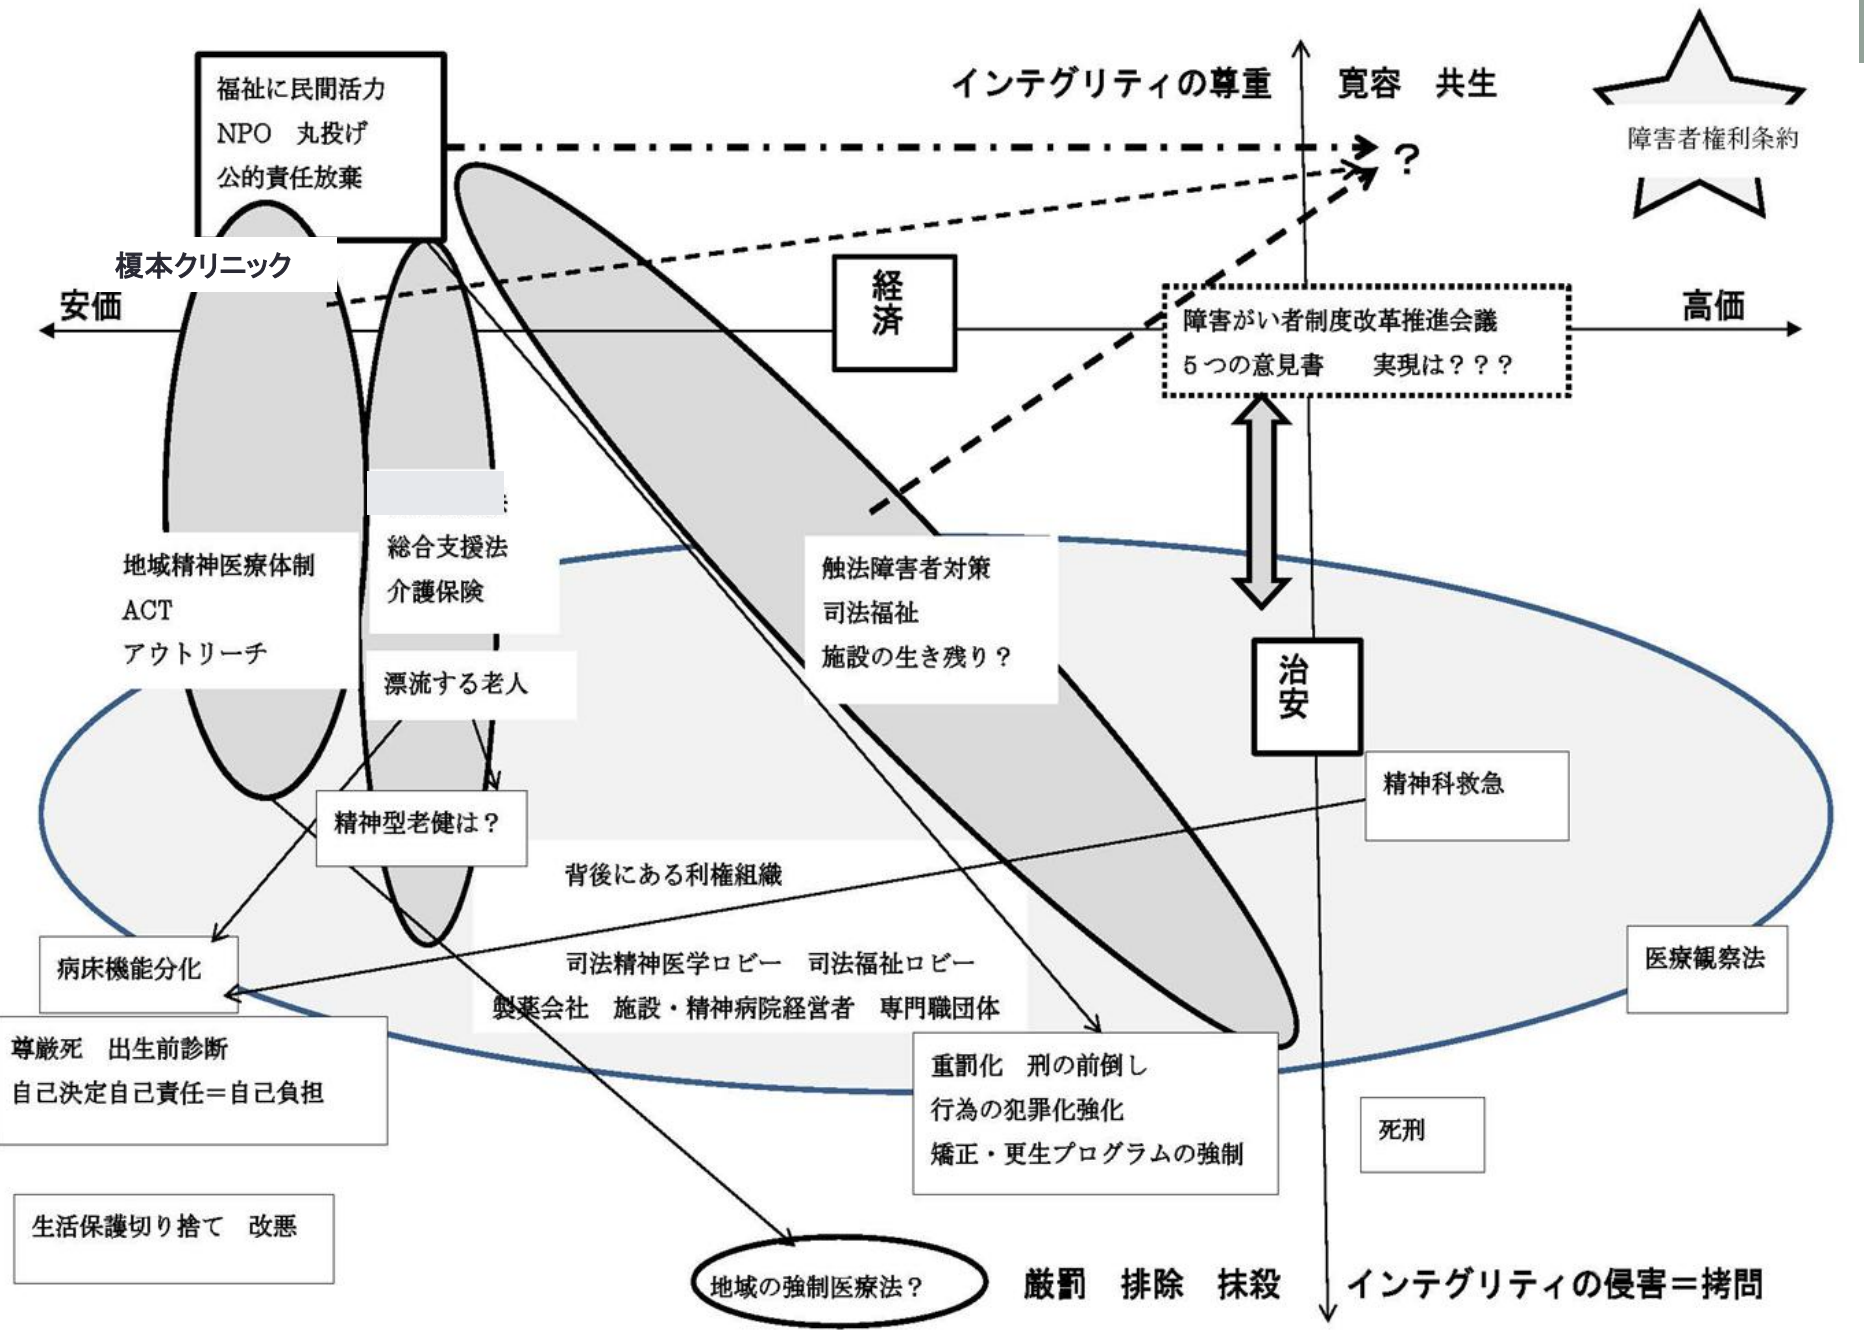 福祉に民間活力
NPO　丸投げ
公的責任放棄
インテグリティの尊重
寛容　共生
障害者権利条約
？
榎本クリニック
安価
経済
高価
障害がい者制度改革推進会議
５つの意見書　　実現は？？？
総合支援法
介護保険
地域精神医療体制
ACT
アウトリーチ
触法障害者対策
司法福祉
施設の生き残り？
漂流する老人
治安
精神科救急
精神型老健は？
背後にある利権組織
病床機能分化
司法精神医学ロビー　司法福祉ロビー
製薬会社　施設・精神病院経営者　専門職団体
医療観察法
尊厳死　出生前診断
自己決定自己責任＝自己負担
重罰化　刑の前倒し
行為の犯罪化強化
矯正・更生プログラムの強制
死刑
生活保護切り捨て　改悪
地域の強制医療法？
厳罰　排除　抹殺
インテグリティの侵害＝拷問